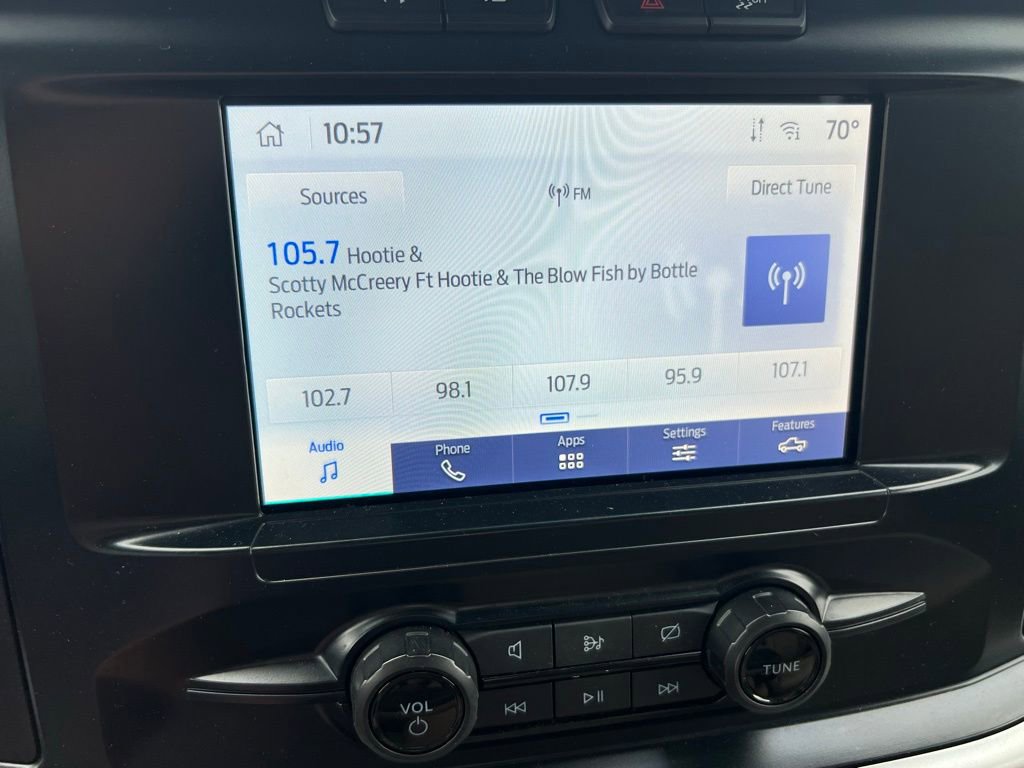 10:57
70°
Sources
FM
Direct Tune
105.7 Hootie &
Scotty McCreery Ft Hootie & The Blow Fish by Bottle
Rockets
102.7 98.1 107.9 95.9 107.1
Audio Phone Apps Settings Features
VOL
TUNE